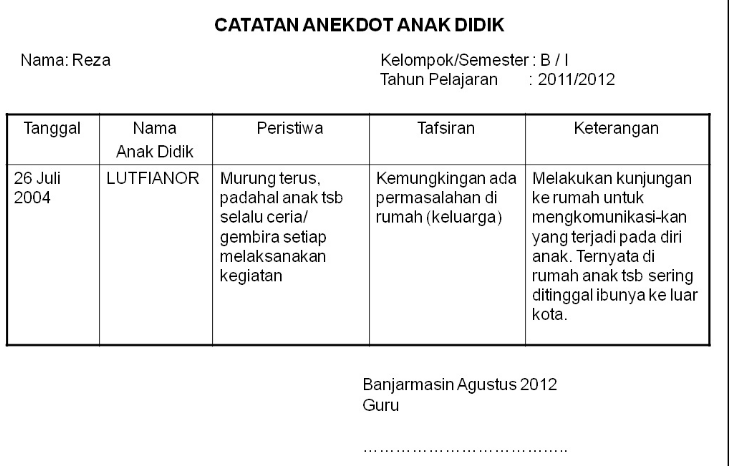 CATATAN ANEKDOT ANAK DIDIK
Nama: Reza
Kelompok/Semester : B / I
Tahun Pelajaran : 2011/2012
Tanggal
Nama
Anak Didik
Peristiwa
Tafsiran
Keterangan
26 Juli
2004
LUTFIANOR
Murung terus,
padahal anak tsb
selalu ceria/
gembira setiap
melaksanakan
kegiatan
Kemungkingan ada
permasalahan di
rumah (keluarga)
Melakukan kunjungan
ke rumah untuk
mengkomunikasi-kan
yang terjadi pada diri
anak. Ternyata di
rumah anak tsb sering
ditinggal ibunya ke luar
kota.
Banjarmasin Agustus 2012
Guru
……………………………..